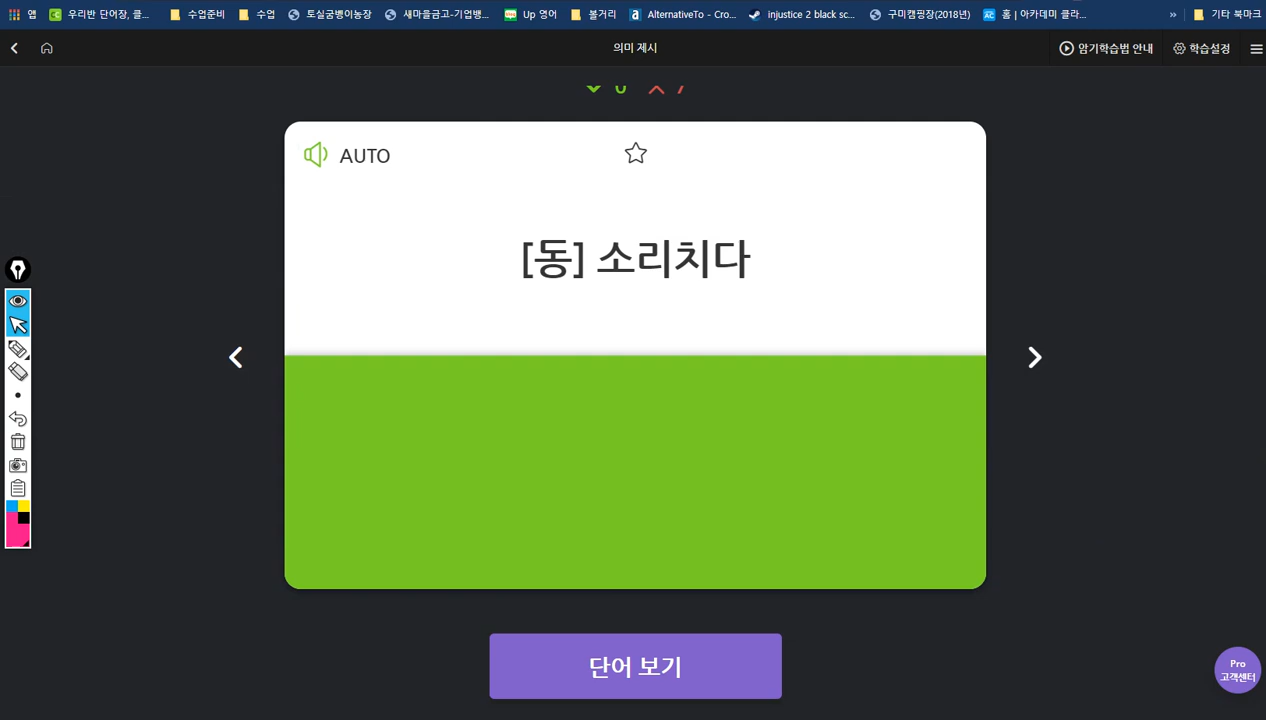 앱 우리반 단어장, 클... 수업준비 수업 토실굼벵이농장 새마을금고-기업뱅... Up 영어 볼거리 AlternativeTo - Cro... injustice 2 black sc... 구미캠핑장(2018년) 홈 | 아카데미 클라... » 기타 북마크
의미 제시 암기학습법 안내 학습설정
AUTO
[동] 소리치다
단어 보기
Pro
고객센터